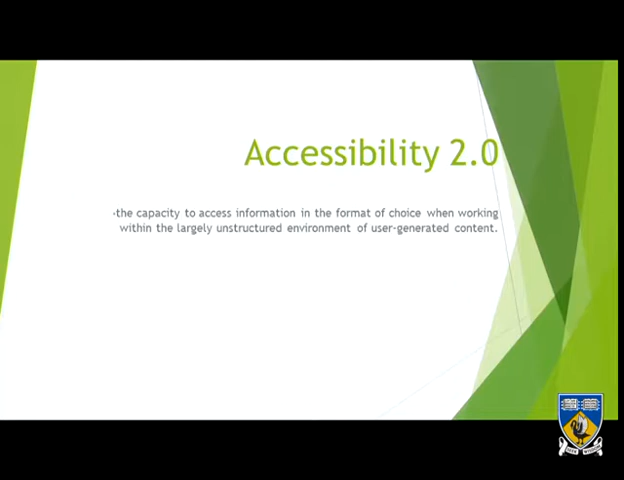 Accessibility 2.0
-the capacity to access information in the format of choice when working
within the largely unstructured environment of user-generated content.